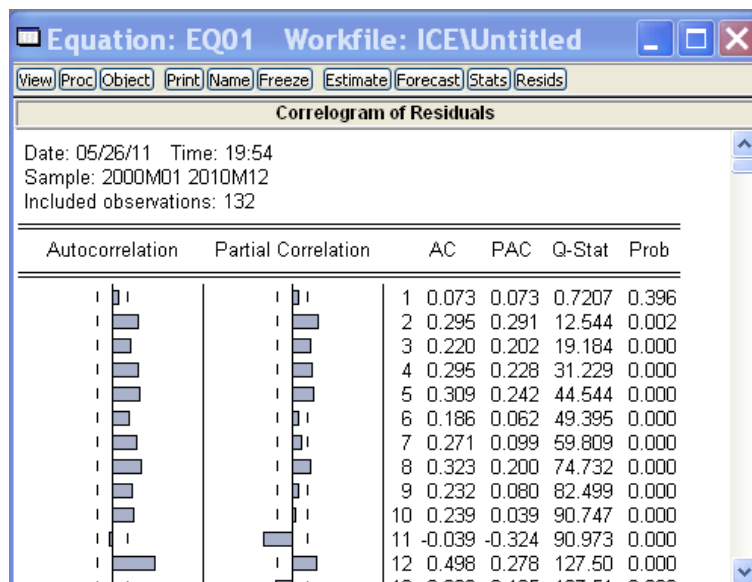 Equation: EQ01 Workfile: ICE\Untitled
View Proc Object Print Name Freeze Estimate Forecast Stats Resids
Correlogram of Residuals
Date: 05/26/11 Time: 19:54
Sample: 2000M01 2010M12
Included observations: 132
Autocorrelation Partial Correlation AC PAC Q-Stat Prob
1 0.073 0.073 0.7207 0.396
2 0.295 0.291 12.544 0.002
3 0.220 0.202 19.184 0.000
4 0.295 0.228 31.229 0.000
5 0.309 0.242 44.544 0.000
6 0.186 0.062 49.395 0.000
7 0.271 0.099 59.809 0.000
8 0.323 0.200 74.732 0.000
9 0.232 0.080 82.499 0.000
10 0.239 0.039 90.747 0.000
11 -0.039 -0.324 90.973 0.000
12 0.498 0.278 127.50 0.000